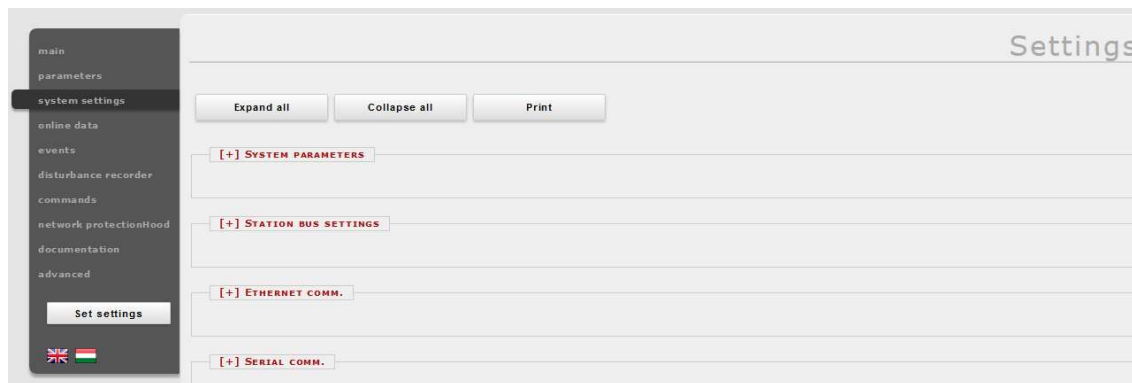 main
parameters
system settings
online data
events
disturbance recorder
commands
network protectionHood
documentation
advanced
Set settings
Settings
Expand all Collapse all Print
[+] SYSTEM PARAMETERS
[+] STATION BUS SETTINGS
[+] ETHERNET COMM.
[+] SERIAL COMM.